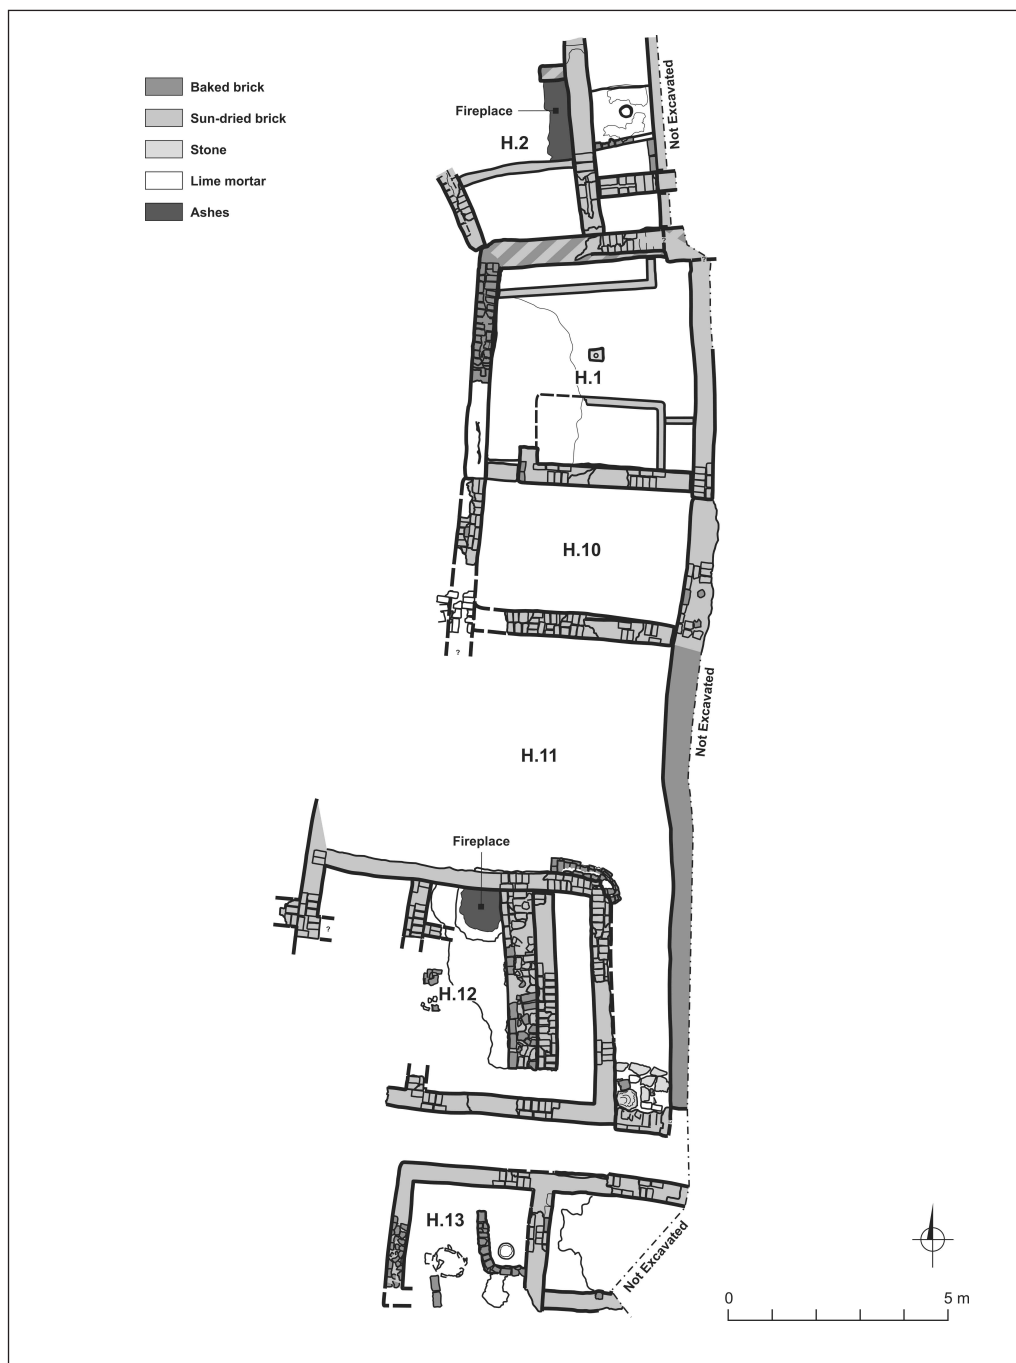 Baked brick
Sun-dried brick
Stone
Lime mortar
Ashes
Fireplace
H.2
Not Excavated
?
H.1
H.10
?
Not Excavated
H.11
Fireplace
?
H.12
H.13
Not Excavated
0 5 m